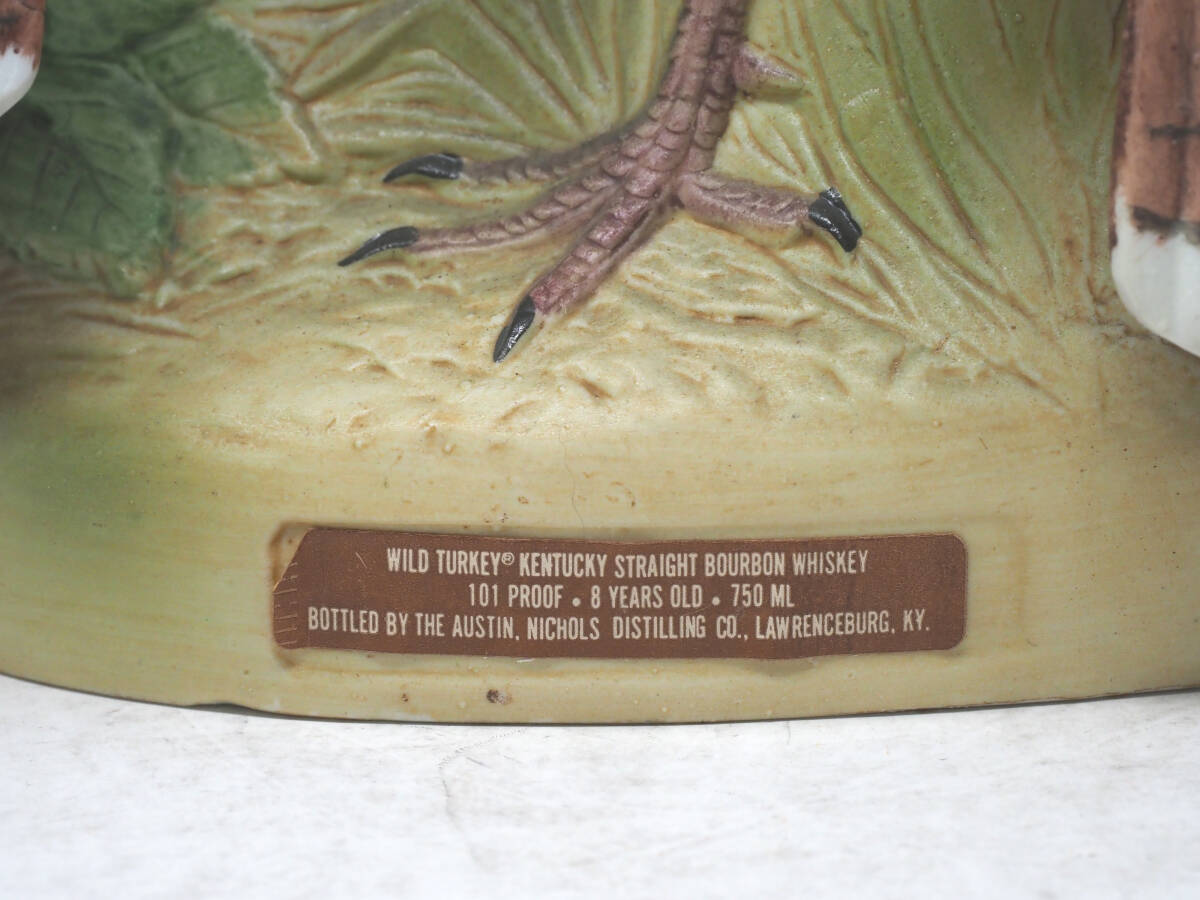 WILD TURKEY® KENTUCKY STRAIGHT BOURBON WHISKEY
101 PROOF • 8 YEARS OLD • 750 ML
BOTTLED BY THE AUSTIN, NICHOLS DISTILLING CO., LAWRENCEBURG, KY.